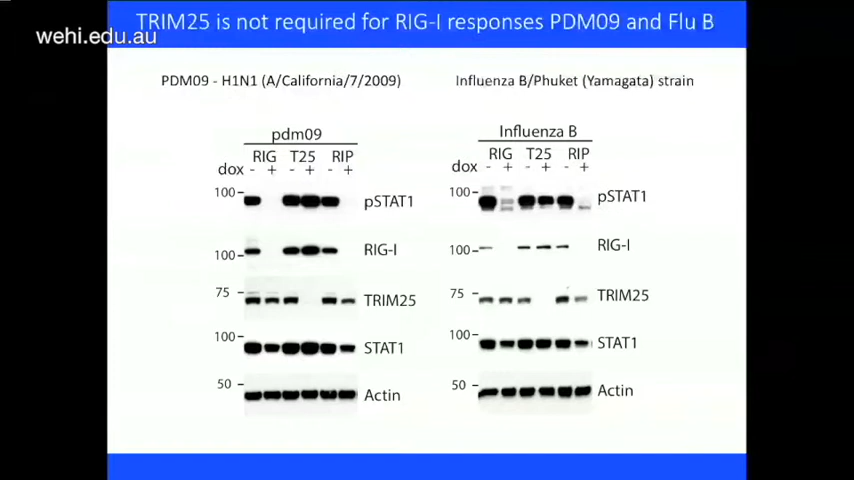 TRIM25 is not required for RIG-I responses PDM09 and Flu B
wehi.edu.au
PDM09 - H1N1 (A/California/7/2009)
Influenza B/Phuket (Yamagata) strain
pdm09
RIG T25 RIP
dox - + - + - +
100 pSTAT1
RIG-I
100
75
TRIM25
100
STAT1
50
Actin
Influenza B
RIG T25 RIP
dox - + - + - +
100 pSTAT1
100 RIG-I
75 TRIM25
100
STAT1
50 Actin